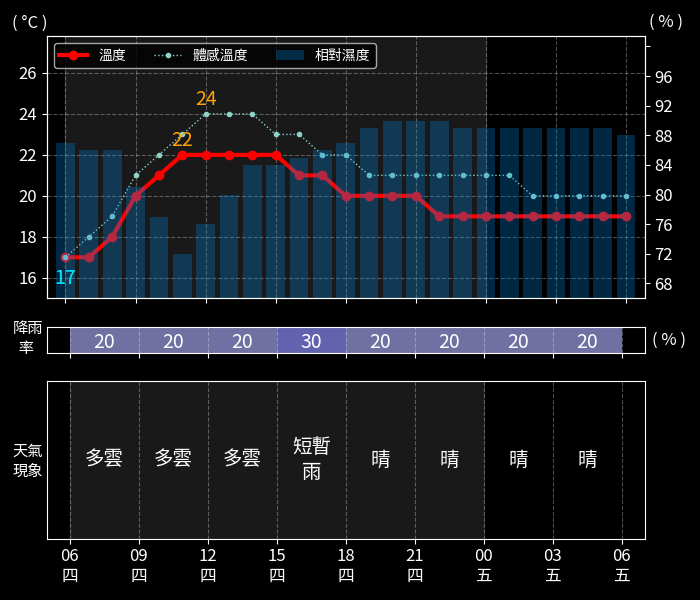 ( °C )
( % )
溫度
體感溫度
相對濕度
26
24
22
20
18
16
96
92
88
84
80
76
72
68
24
22
17
降雨
率
20
20
20
30
20
20
20
20
( % )
天氣
現象
多雲
多雲
多雲
短暫
雨
晴
晴
晴
晴
06
09
12
15
18
21
00
03
06
四
四
四
四
四
四
五
五
五